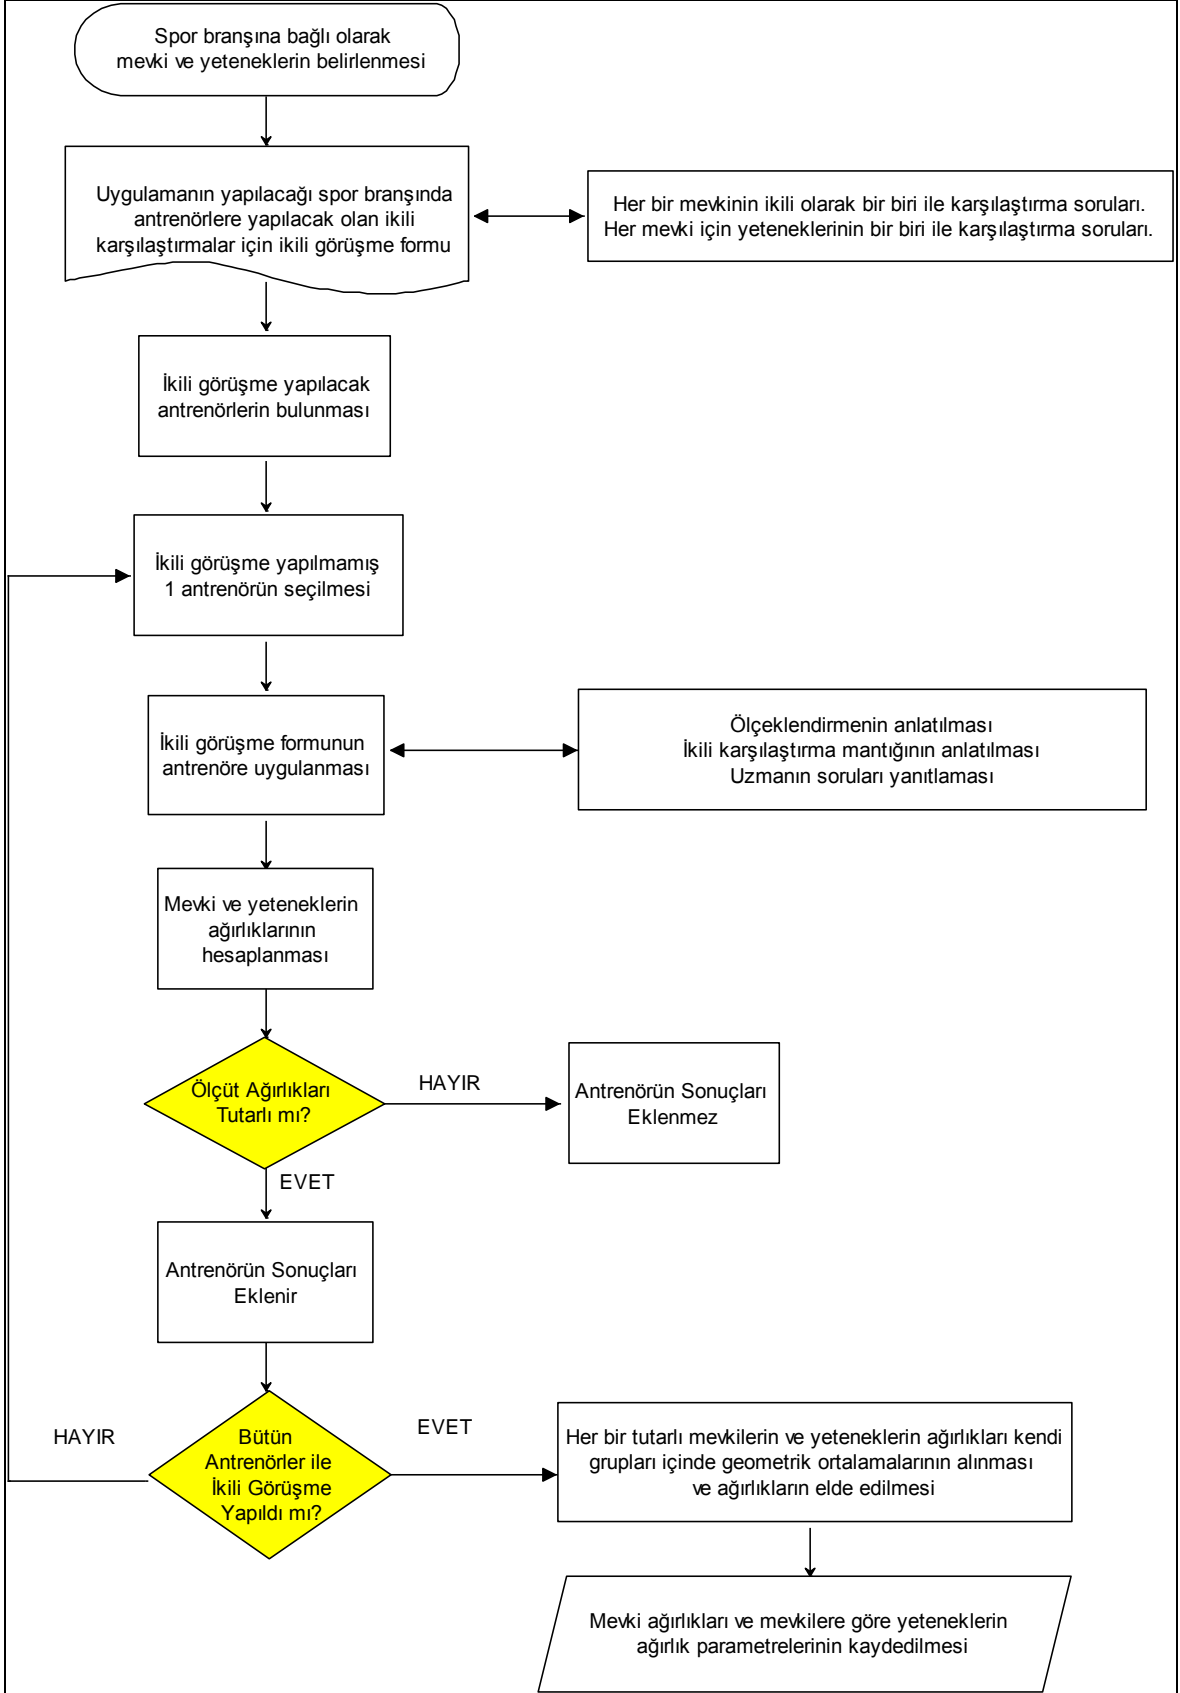 Spor branşına bağlı olarak
mevki ve yeteneklerin belirlenmesi
Uygulamanın yapılacağı spor branşında
antrenörlere yapılacak olan ikili
karşılaştırmalar için ikili görüşme formu
Her bir mevkinin ikili olarak bir biri ile karşılaştırma soruları.
Her mevki için yeteneklerinin bir biri ile karşılaştırma soruları.
İkili görüşme yapılacak
antrenörlerin bulunması
İkili görüşme yapılmamış
1 antrenörün seçilmesi
İkili görüşme formunun
antrenöre uygulanması
Ölçeklendirmenin anlatılması
İkili karşılaştırma mantığının anlatılması
Uzmanın soruları yanıtlaması
Mevki ve yeteneklerin
ağırlıklarının
hesaplanması
Ölçüt Ağırlıkları
Tutarlı mı?
HAYIR
Antrenörün Sonuçları
Eklenmez
EVET
Antrenörün Sonuçları
Eklenir
HAYIR
Bütün
Antrenörler ile
İkili Görüşme
Yapıldı mı?
EVET
Her bir tutarlı mevkilerin ve yeteneklerin ağırlıkları kendi
grupları içinde geometrik ortalamalarının alınması
ve ağırlıkların elde edilmesi
Mevki ağırlıkları ve mevkilere göre yeteneklerin
ağırlık parametrelerinin kaydedilmesi